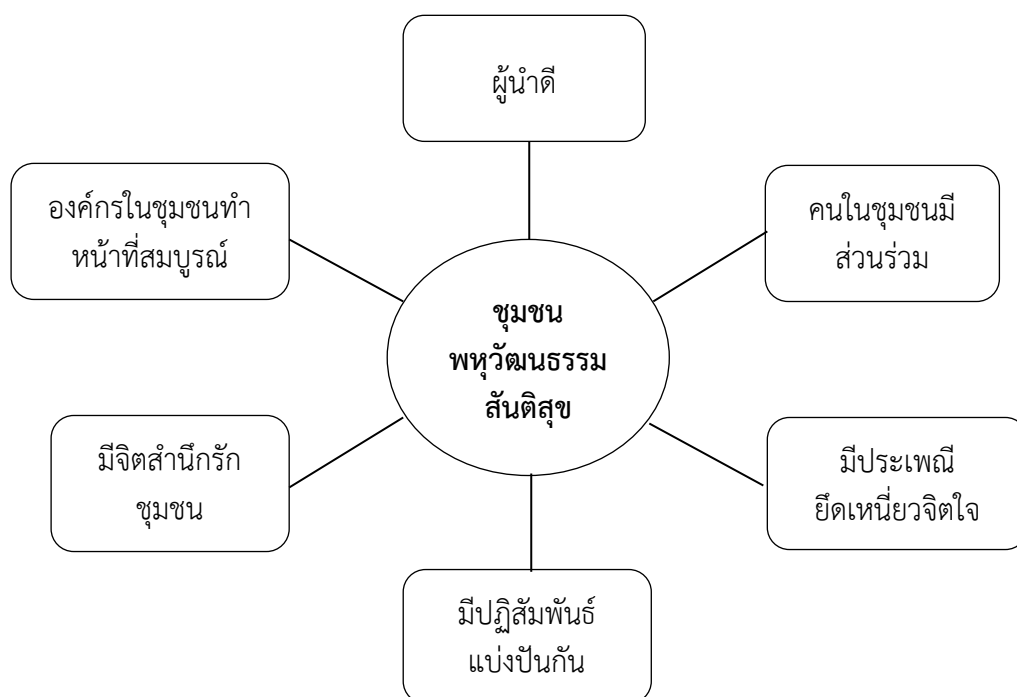 ผู้นำดี
องค์กรในชุมชนทำ
หน้าที่สมบูรณ์
คนในชุมชนมี
ส่วนร่วม
ชุมชน
พหุวัฒนธรรม
สันติสุข
มีจิตสำนึกรัก
ชุมชน
มีประเพณี
ยึดเหนี่ยวจิตใจ
มีปฏิสัมพันธ์
แบ่งปันกัน